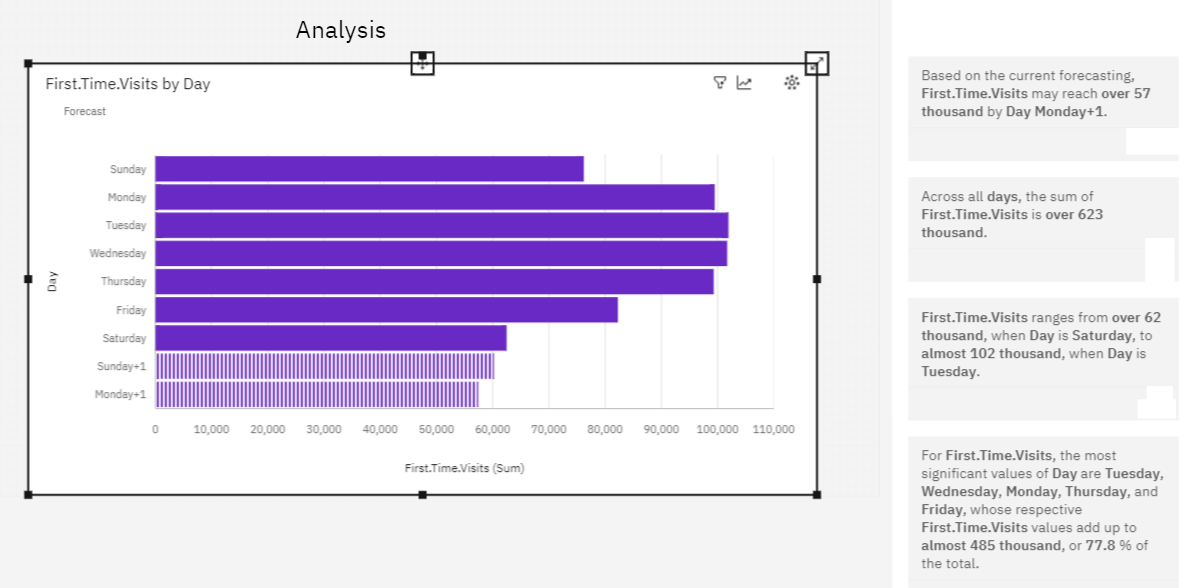 Analysis
First.Time.Visits by Day
Forecast
Sunday
Monday
Tuesday
Wednesday
Thursday
Friday
Saturday
Sunday+1
Monday+1
Day
0 10,000 20,000 30,000 40,000 50,000 60,000 70,000 80,000 90,000 100,000 110,000
First.Time.Visits (Sum)
Based on the current forecasting,
First.Time.Visits may reach over 57
thousand by Day Monday+1.
Across all days, the sum of
First.Time.Visits is over 623
thousand.
First.Time.Visits ranges from over 62
thousand, when Day is Saturday, to
almost 102 thousand, when Day is
Tuesday.
For First.Time.Visits, the most
significant values of Day are Tuesday,
Wednesday, Monday, Thursday, and
Friday, whose respective
First.Time.Visits values add up to
almost 485 thousand, or 77.8 % of
the total.